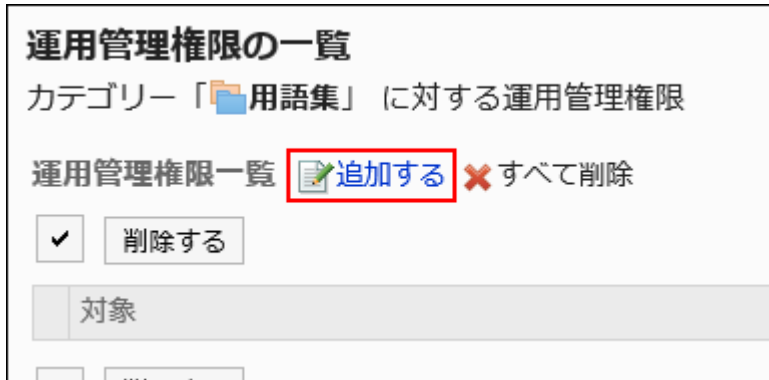 運用管理権限の一覧
カテゴリー「用語集」 に対する運用管理権限
運用管理権限一覧 追加する すべて削除
削除する
対象